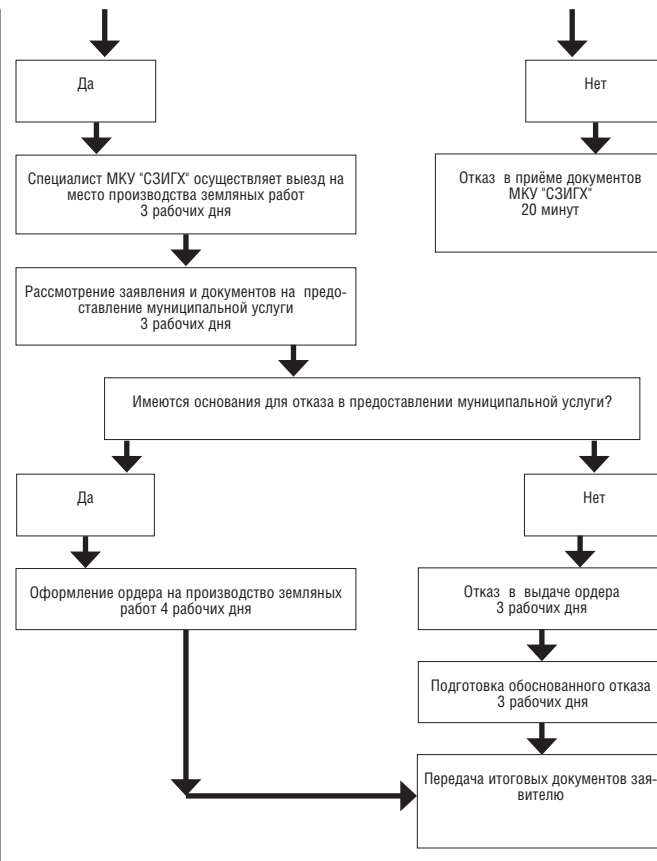 Да
Нет
Специалист МКУ "СЗИГХ" осуществляет выезд на
место производства земляных работ
3 рабочих дня
Отказ в приёме документов
МКУ "СЗИГХ"
20 минут
Рассмотрение заявления и документов на предо-
ставление муниципальной услуги
3 рабочих дня
Имеются основания для отказа в предоставлении муниципальной услуги?
Да
Нет
Оформление ордера на производство земляных
работ 4 рабочих дня
Отказ в выдаче ордера
3 рабочих дня
Подготовка обоснованного отказа
3 рабочих дня
Передача итоговых документов зая-
вителю